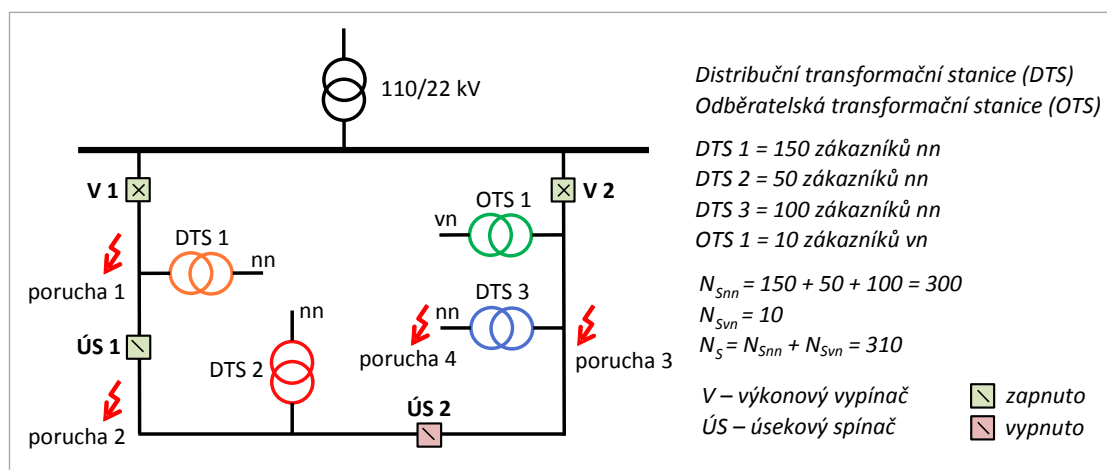 110/22 kV
V 1
V 2
OTS 1
vn
DTS 1
nn
porucha 1
DTS 3
nn
nn
porucha 4
porucha 3
ÚS 1
DTS 2
ÚS 2
porucha 2
Distribuční transformační stanice (DTS)
Odběratelská transformační stanice (OTS)
DTS 1 = 150 zákazníků nn
DTS 2 = 50 zákazníků nn
DTS 3 = 100 zákazníků nn
OTS 1 = 10 zákazníků vn
NSnn = 150 + 50 + 100 = 300
NSvn = 10
NS = NSnn + NSvn = 310
V – výkonový vypínač
zapnuto
ÚS – úsekový spínač
vypnuto